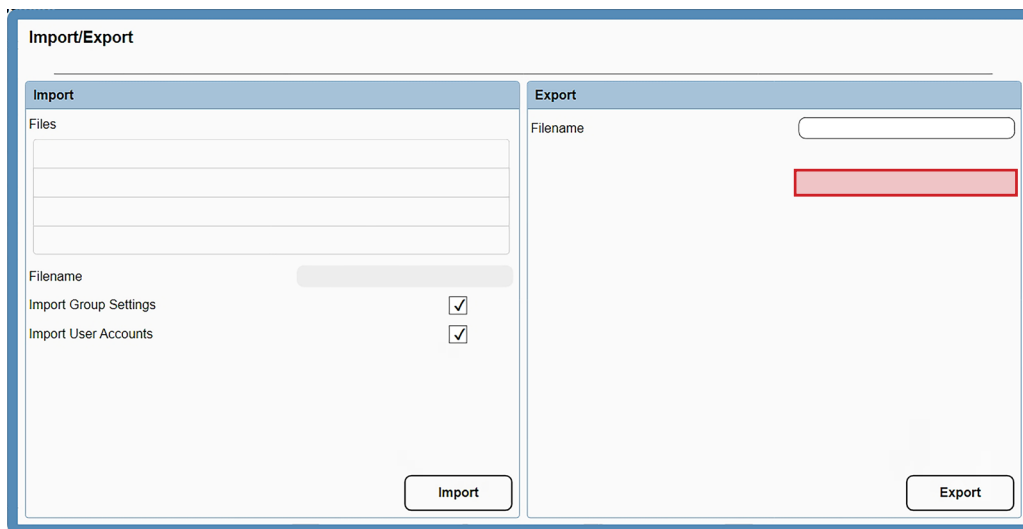 Import/Export
Import
Files
Filename
Import Group Settings
Import User Accounts
Import
Export
Filename
Export